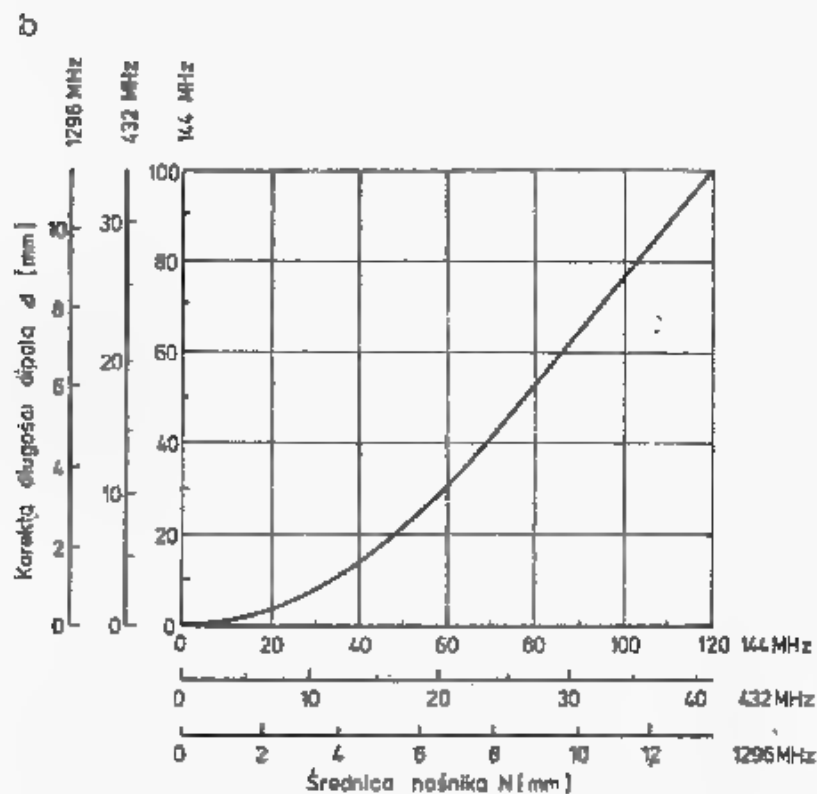 b
1296 MHz
432 MHz
144 MHz
Karekta długości dipola [mm]
10 8 6 4 2 0
30 20 10 0
100 80 60 40 20 0
0 20 40 60 80 100 120 144 MHz
0 10 20 30 40 432 MHz
0 2 4 6 8 10 12 1296 MHz
Średnica nośnika N [mm]